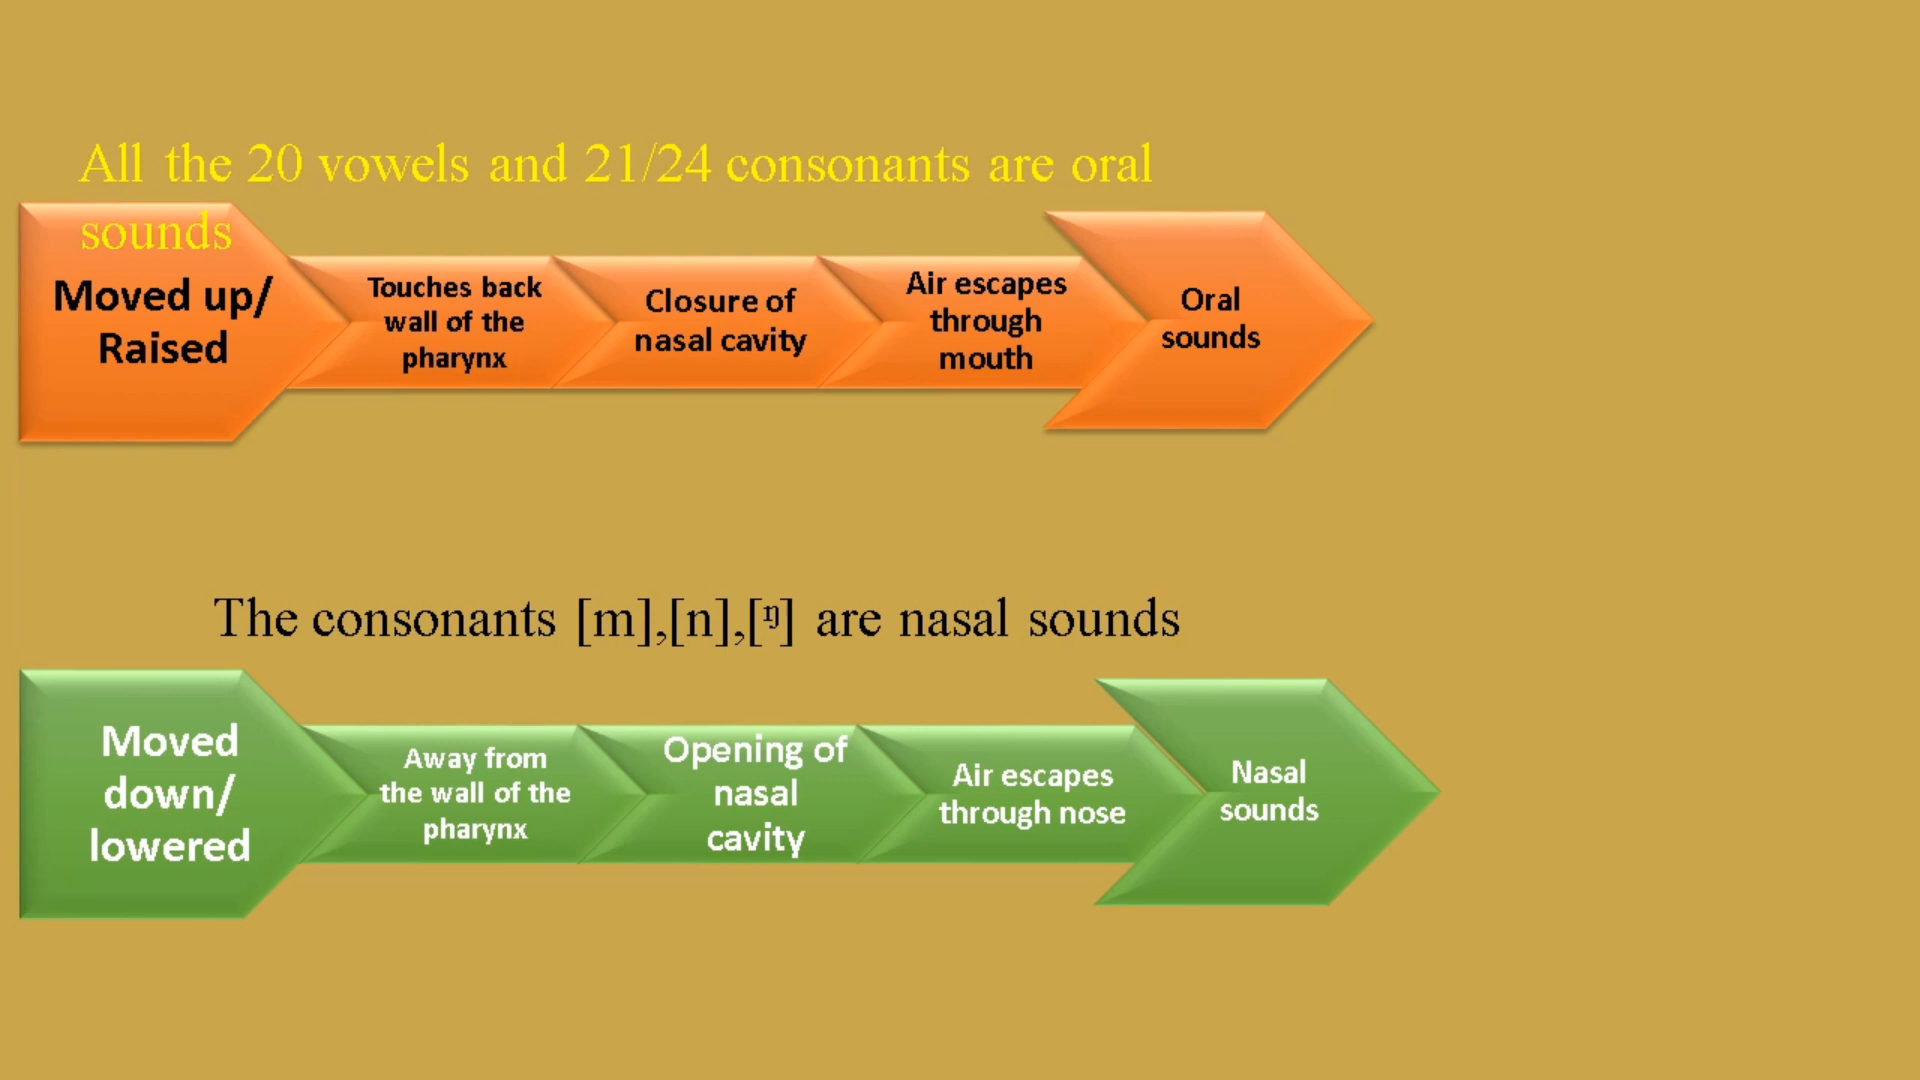 All the 20 vowels and 21/24 consonants are oral
sounds
Moved up/
Raised
Touches back
wall of the
pharynx
Closure of
nasal cavity
Air escapes
through
mouth
Oral
sounds
The consonants [m],[n],[ŋ] are nasal sounds
Moved
down/
lowered
Away from
the wall of the
pharynx
Opening of
nasal
cavity
Air escapes
through nose
Nasal
sounds